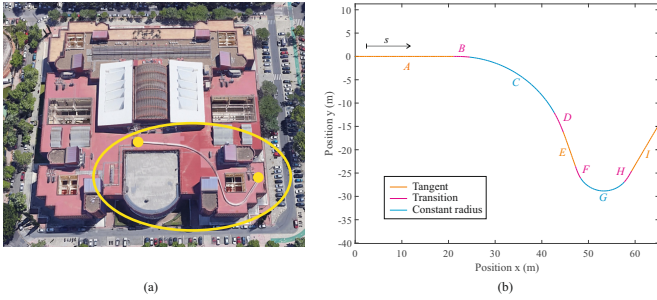 10
5
0
-5
-10
-15
-20
-25
-30
-35
-40
0
10
20
30
40
50
60
Position y (m)
Position x (m)
s
A
B
C
D
E
F
G
H
I
Tangent
Transition
Constant radius
(a)
(b)